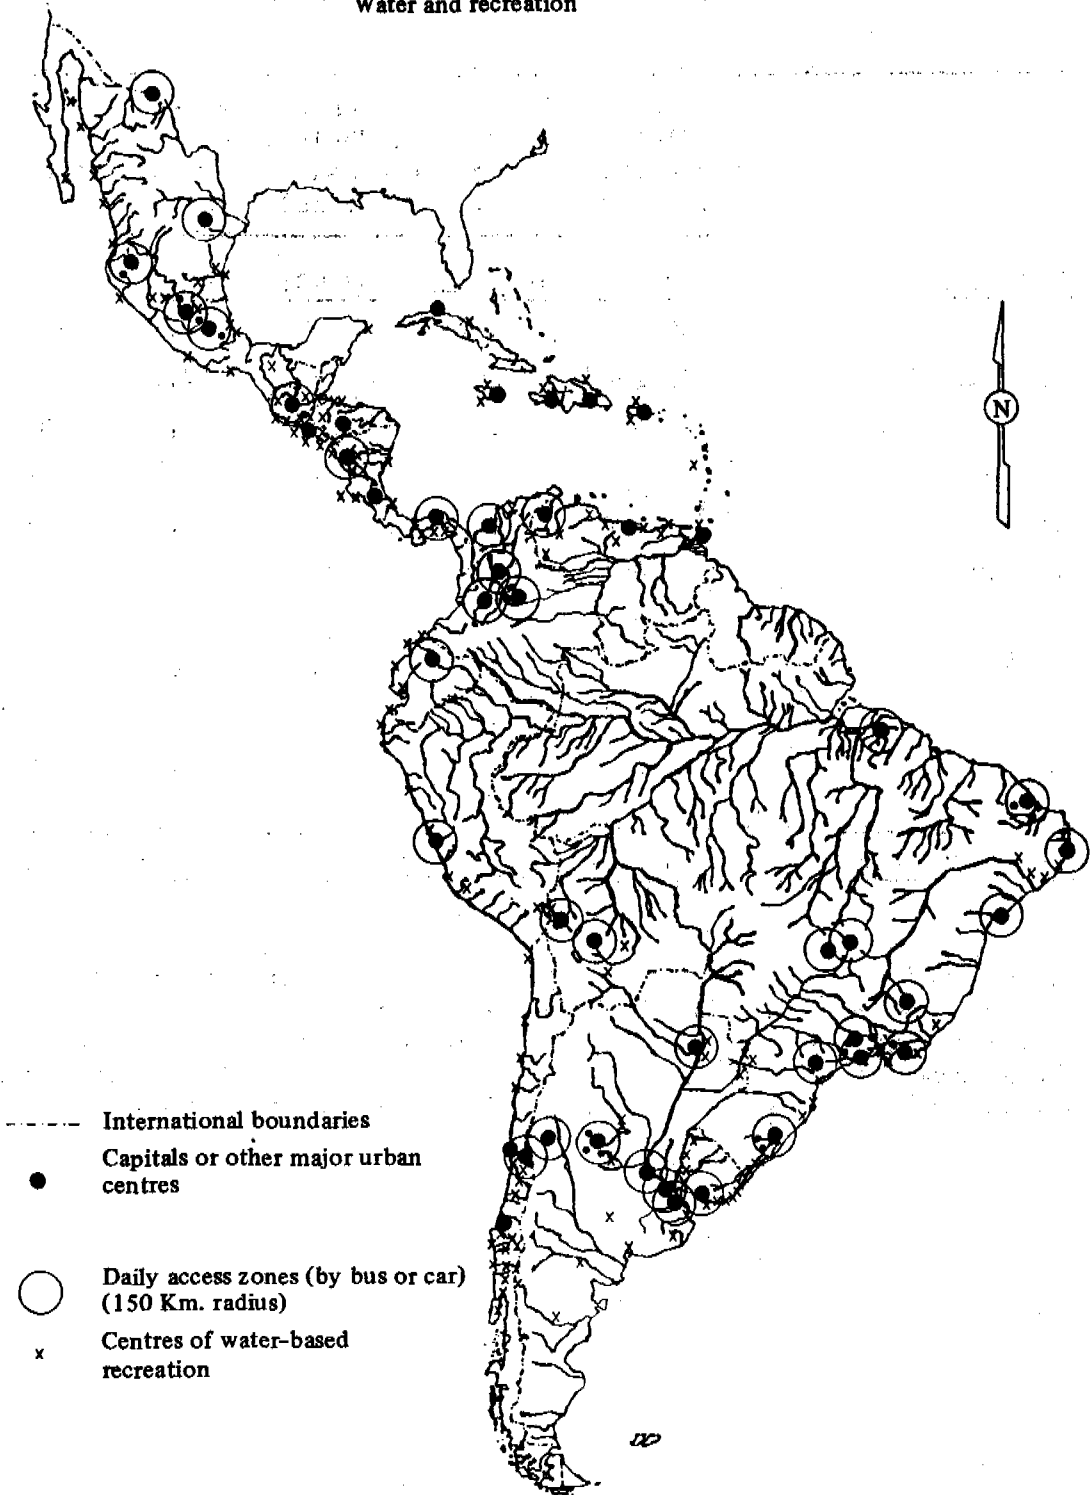 Water and recreation
N
International boundaries
Capitals or other major urban
centres
Daily access zones (by bus or car)
(150 Km. radius)
x Centres of water-based
recreation